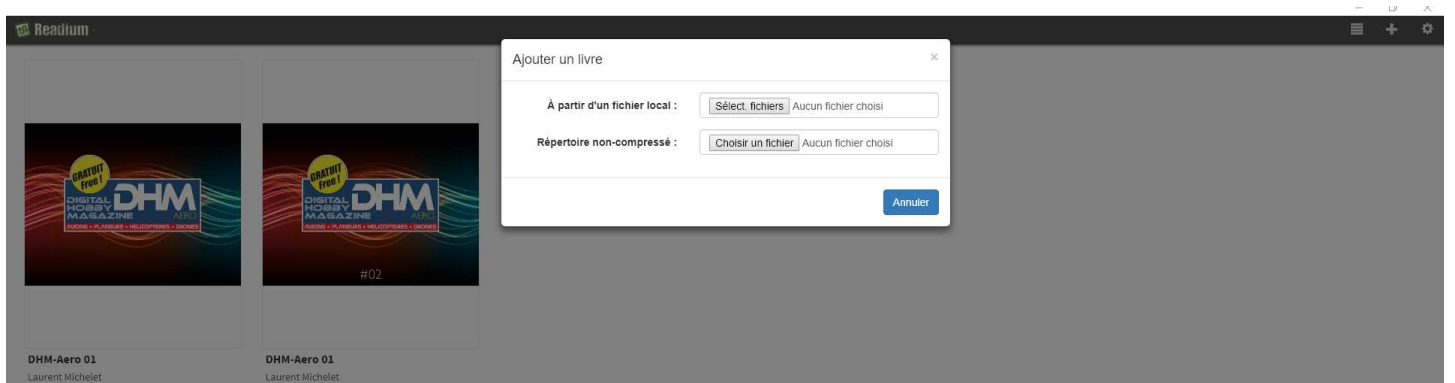 Readium
Ajouter un livre
×
À partir d'un fichier local :
Sélect. fichiers Aucun fichier choisi
Répertoire non-compressé :
Choisir un fichier Aucun fichier choisi
Annuler
GRATUIT
Free !
DIGITAL
HOBBY
MAGAZINE
DHM
AERO
AVIONS • PLANEURS • HELICOPTERES • DRONES
DHM-Aero 01
Laurent Michelet
GRATUIT
Free !
DIGITAL
HOBBY
MAGAZINE
DHM
AERO
AVIONS • PLANEURS • HELICOPTERES • DRONES
#02
DHM-Aero 01
Laurent Michelet